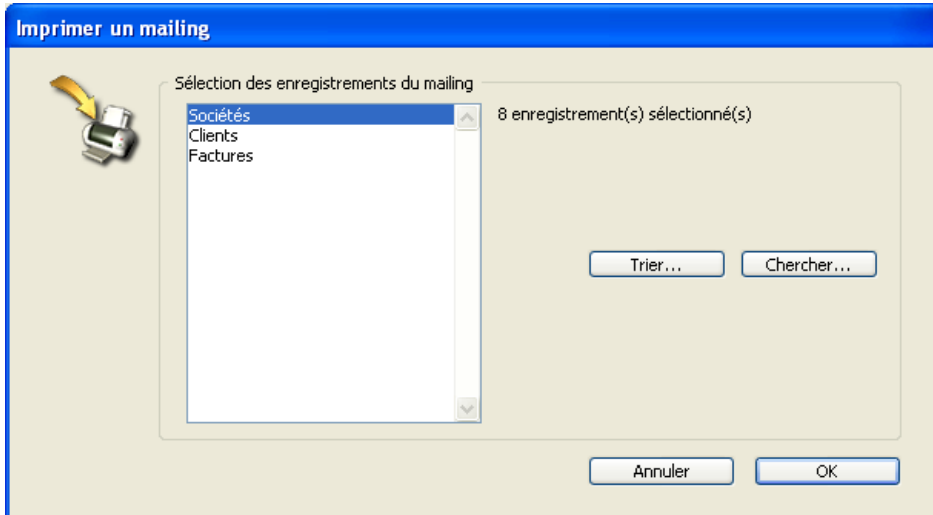 Imprimer un mailing
Sélection des enregistrements du mailing
Sociétés
Clients
Factures
8 enregistrement(s) sélectionné(s)
Trier...
Chercher...
Annuler
OK